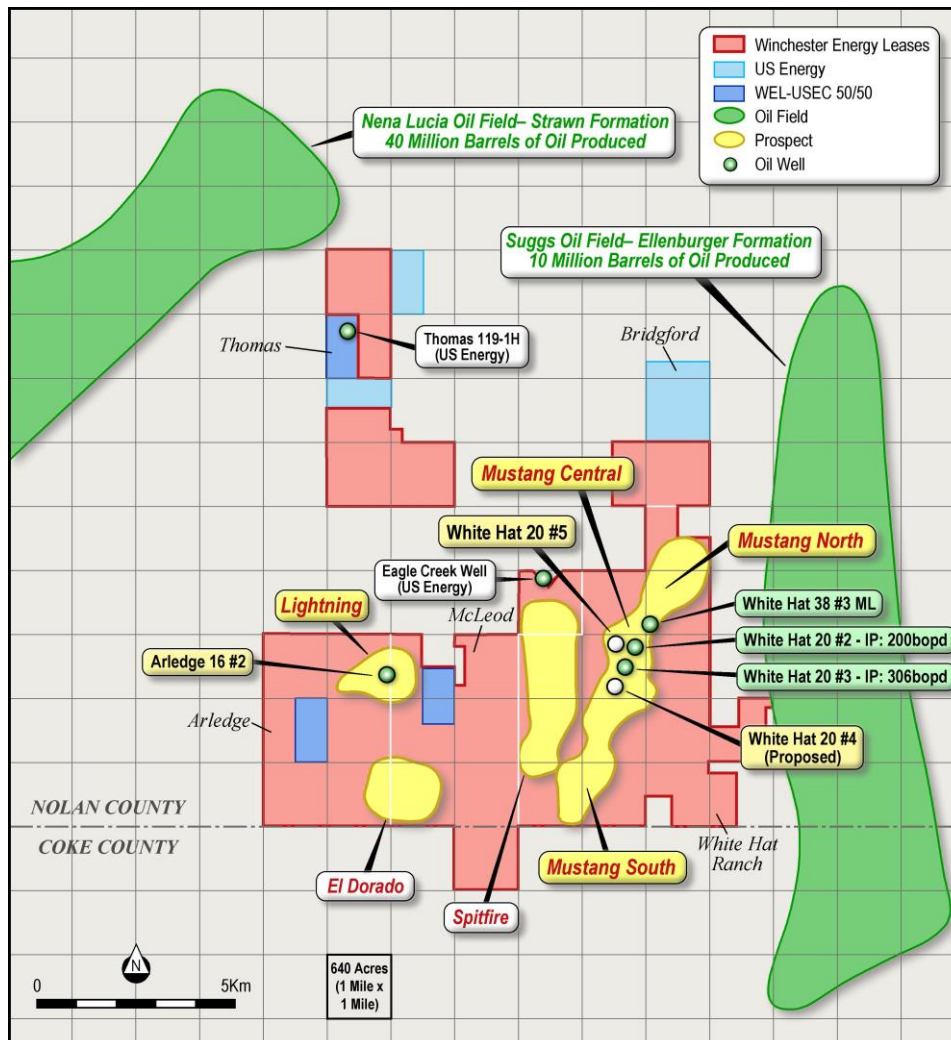 Winchester Energy Leases
US Energy
WEL-USEC 50/50
Oil Field
Prospect
Oil Well
Nena Lucia Oil Field– Strawn Formation
40 Million Barrels of Oil Produced
Suggs Oil Field– Ellenburger Formation
10 Million Barrels of Oil Produced
Thomas
Thomas 119-1H
(US Energy)
Bridgford
Mustang Central
White Hat 20 #5
Mustang North
Eagle Creek Well
(US Energy)
Lightning
McLeod
White Hat 38 #3 ML
White Hat 20 #2 - IP: 200bopd
Arledge 16 #2
White Hat 20 #3 - IP: 306bopd
Arledge
White Hat 20 #4
(Proposed)
NOLAN COUNTY
COKE COUNTY
White Hat
Ranch
Mustang South
El Dorado
Spitfire
N
0
5Km
640 Acres
(1 Mile x
1 Mile)